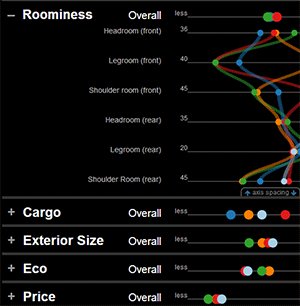 − Roominess Overall less
Headroom (front) 36
Legroom (front) 40
Shoulder room (front) 45
Headroom (rear) 35
Legroom (rear) 20
Shoulder Room (rear) 45
↑ axis spacing ↓
+ Cargo Overall less
+ Exterior Size Overall less
+ Eco Overall less
+ Price Overall less